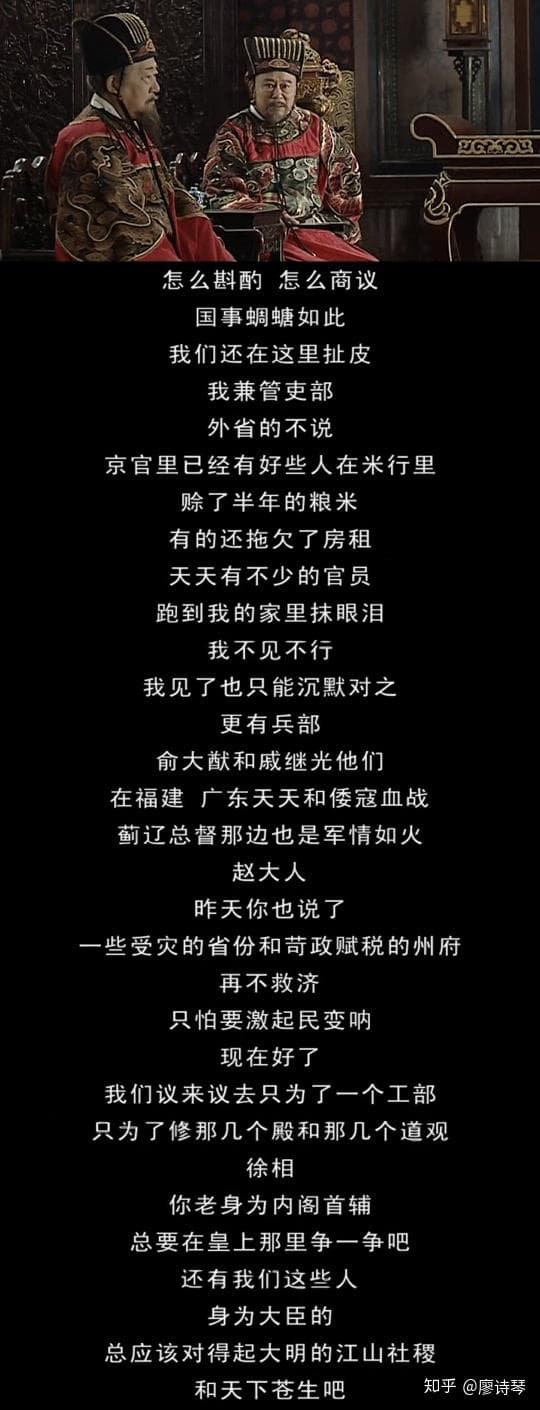 怎么斟酌 怎么商议
国事蜩螗如此
我们还在这里扯皮
我兼管吏部
外省的不说
京官里已经有好些人在米行里
赊了半年的粮米
有的还拖欠了房租
天天有不少的官员
跑到我的家里抹眼泪
我不见不行
我见了也只能沉默对之
更有兵部
俞大猷和戚继光他们
在福建 广东天天和倭寇血战
蓟辽总督那边也是军情如火
赵大人
昨天你也说了
一些受灾的省份和苛政赋税的州府
再不救济
只怕要激起民变呐
现在好了
我们议来议去只为了一个工部
只为了修那几个殿和那几个道观
徐相
你老身为内阁首辅
总要在皇上那里争一争吧
还有我们这些人
身为大臣的
总应该对得起大明的江山社稷
和天下苍生吧
知乎 @廖诗琴